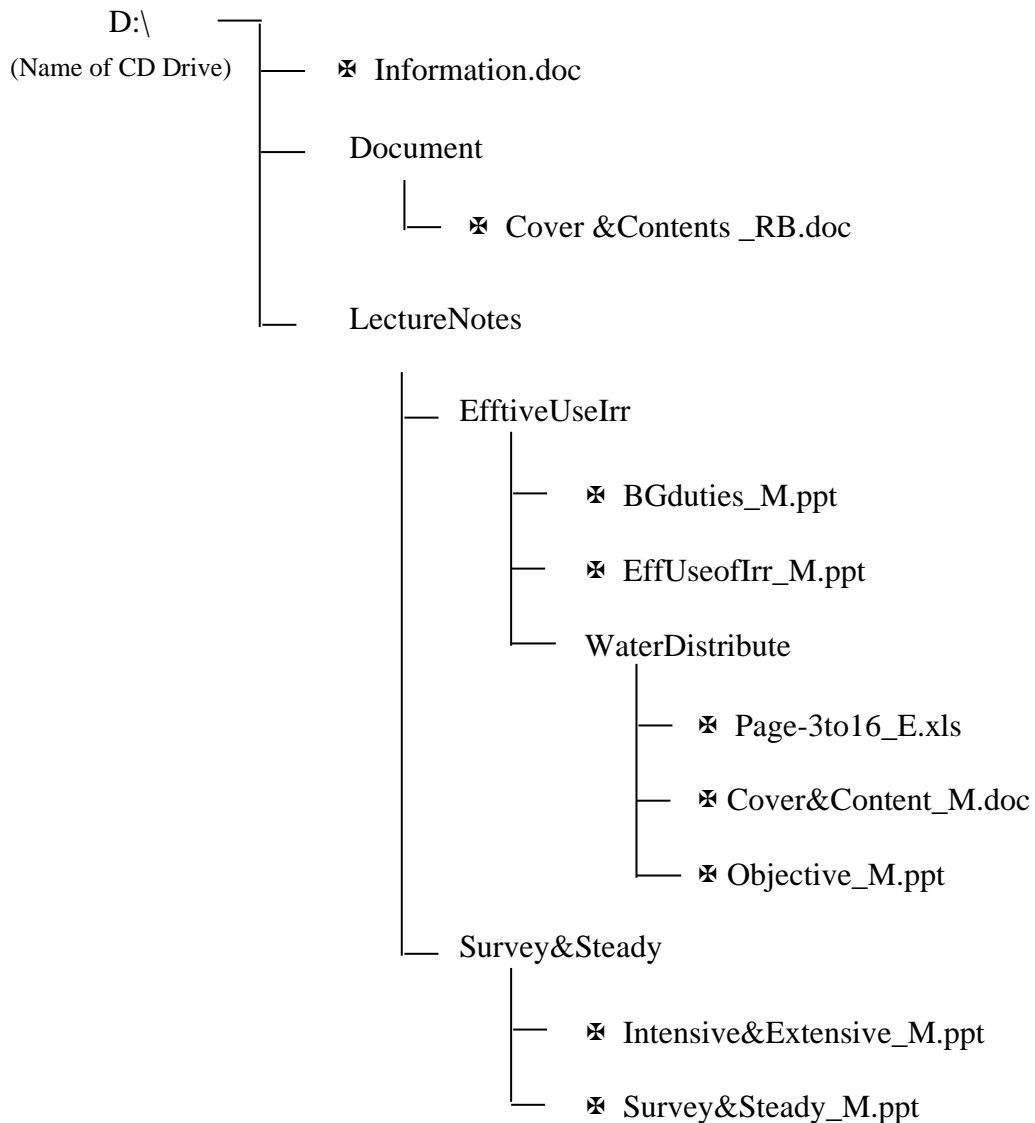 D:\
(Name of CD Drive)
✠ Information.doc
Document
✠ Cover &Contents _RB.doc
LectureNotes
EfftiveUseIrr
✠ BGduties_M.ppt
✠ EffUseofIrr_M.ppt
WaterDistribute
✠ Page-3to16_E.xls
✠ Cover&Content_M.doc
✠ Objective_M.ppt
Survey&Steady
✠ Intensive&Extensive_M.ppt
✠ Survey&Steady_M.ppt